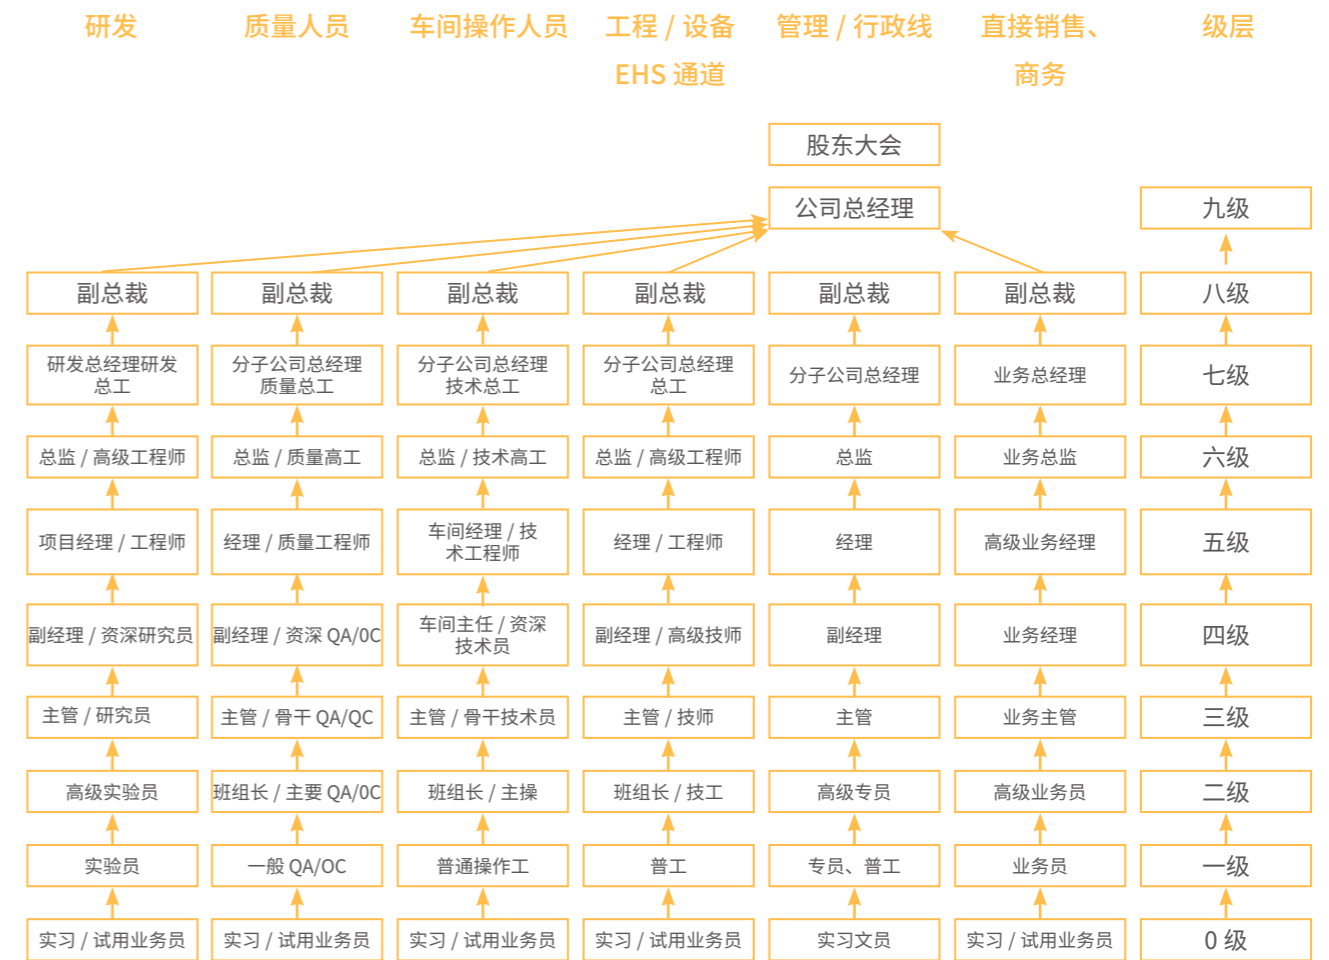 研发 质量人员 车间操作人员 工程 / 设备 管理 / 行政线 直接销售、 级层
EHS 通道 商务
股东大会
公司总经理 九级
副总裁 副总裁 副总裁 副总裁 副总裁 副总裁 八级
研发总经理研发 分子公司总经理 分子公司总经理 分子公司总经理
分子公司总经理 业务总经理 七级
总工 质量总工 技术总工 总工
总监 / 高级工程师 总监 / 质量高工 总监 / 技术高工 总监 / 高级工程师 总监 业务总监 六级
车间经理 / 技
项目经理 / 工程师 经理 / 质量工程师 经理 / 工程师 经理 高级业务经理 五级
术工程师
车间主任 / 资深
副经理 / 资深研究员 副经理 / 资深 QA/0C 副经理 / 高级技师 副经理 业务经理 四级
技术员
主管 / 研究员 主管 / 骨干 QA/QC 主管 / 骨干技术员 主管 / 技师 主管 业务主管 三级
高级实验员 班组长 / 主要 QA/0C 班组长 / 主操 班组长 / 技工 高级专员 高级业务员 二级
实验员 一般 QA/OC 普通操作工 普工 专员、普工 业务员 一级
实习 / 试用业务员 实习 / 试用业务员 实习 / 试用业务员 实习 / 试用业务员 实习文员 实习 / 试用业务员 0 级